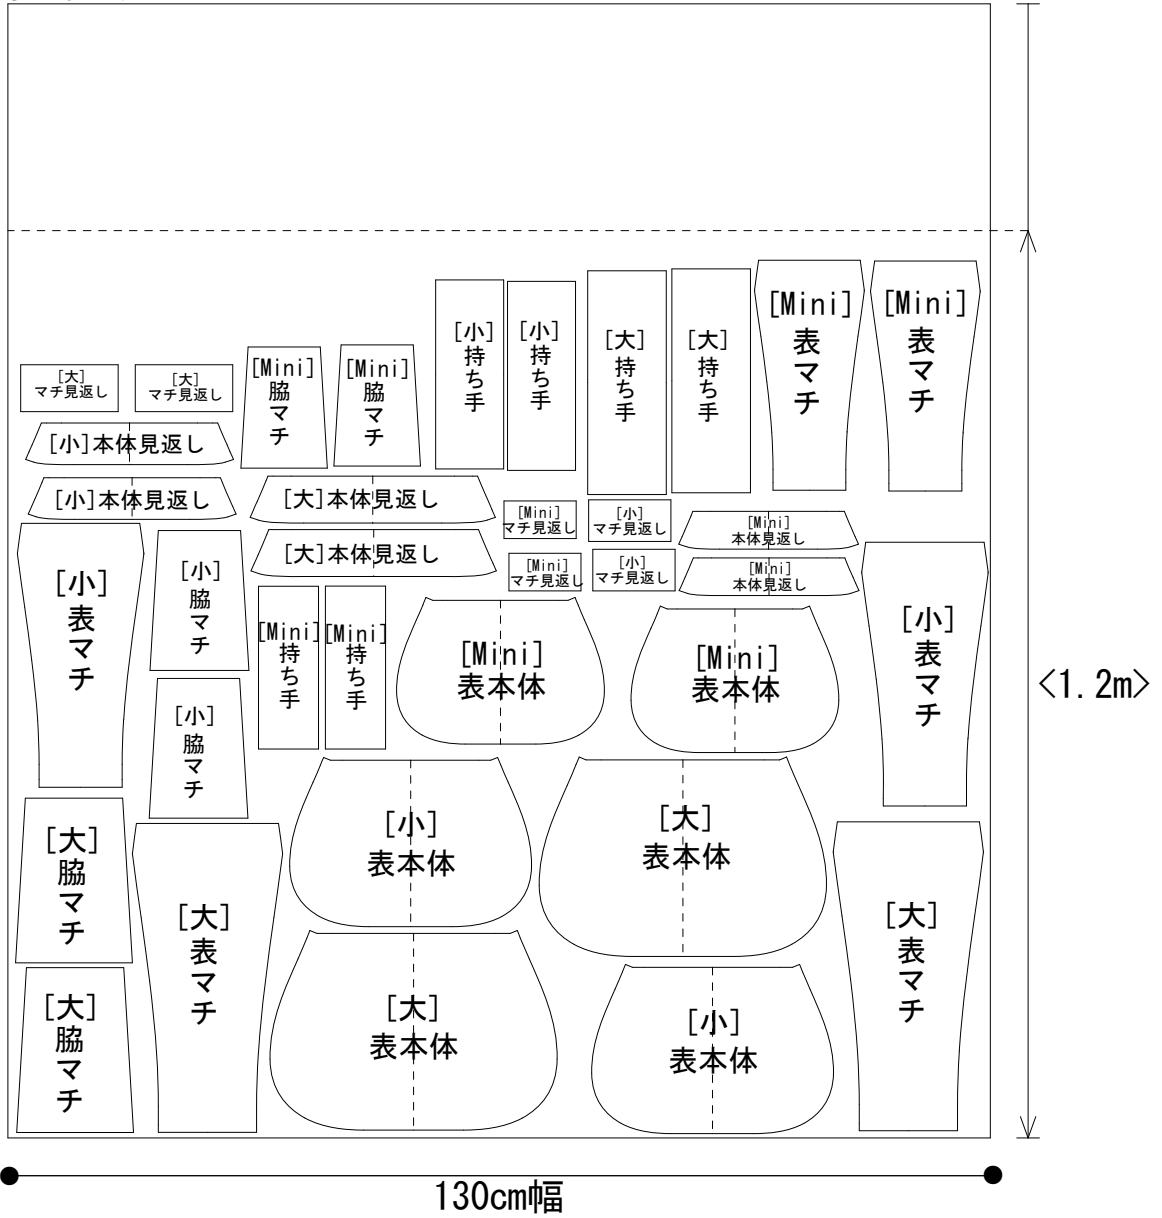 [Mini]
表マチ
[Mini]
表マチ
[小]
持ち手
[小]
持ち手
[大]
持ち手
[大]
持ち手
[Mini]
脇マチ
[Mini]
脇マチ
[大]
マチ見返し
[大]
マチ見返し
[小]本体見返し
[小]本体見返し
[大]本体見返し
[大]本体見返し
[Mini]
マチ見返し
[小]
マチ見返し
[Mini]
マチ見返し
[小]
マチ見返し
[Mini]
本体見返し
[Mini]
本体見返し
[小]
表マチ
[小]
脇マチ
[小]
脇マチ
[Mini]
持ち手
[Mini]
持ち手
[Mini]
表本体
[Mini]
表本体
[小]
表マチ
<1.2m>
[小]
表本体
[大]
表本体
[大]
脇マチ
[大]
表マチ
[大]
表マチ
[大]
脇マチ
[大]
表本体
[小]
表本体
130cm幅